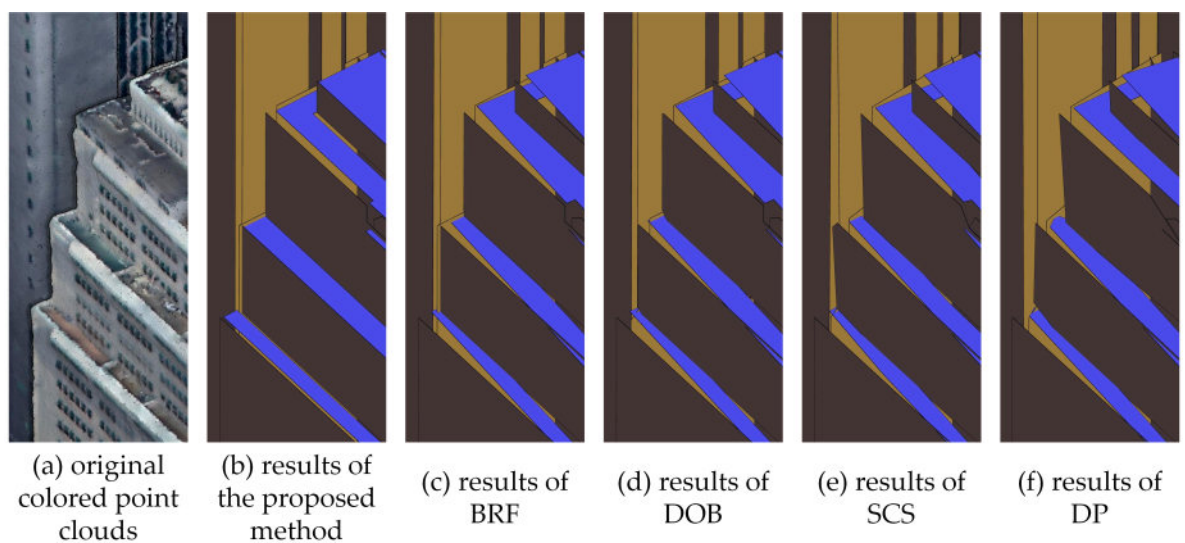 (a) original
colored point
clouds
(b) results of
the proposed
method
(c) results of
BRF
(d) results of
DOB
(e) results of
SCS
(f) results of
DP